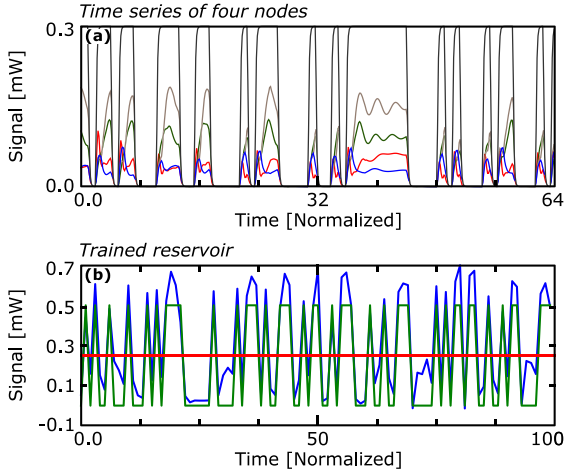 Time series of four nodes
(a)
0.3
Signal [mW]
0.0
0.0 32 64
Time [Normalized]
Trained reservoir
(b)
0.7
0.5
0.3
0.1
-0.1
Signal [mW]
0.0 50 100
Time [Normalized]